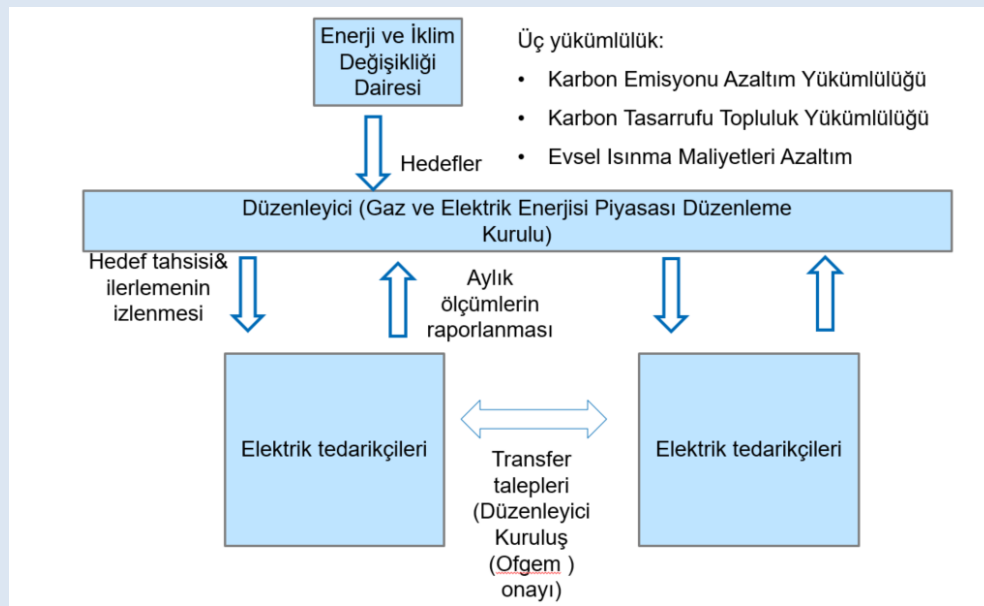 Enerji ve İklim
Değişikliği
Dairesi
Üç yükümlülük:
• Karbon Emisyonu Azaltım Yükümlülüğü
• Karbon Tasarrufu Topluluk Yükümlülüğü
• Evsel Isınma Maliyetleri Azaltım
Hedefler
Düzenleyici (Gaz ve Elektrik Enerjisi Piyasası Düzenleme
Kurulu)
Hedef tahsisi&
ilerlemenin
izlenmesi
Aylık
ölçümlerin
raporlanması
Elektrik tedarikçileri
Transfer
talepleri
(Düzenleyici
Kuruluş
(Ofgem )
onayı)
Elektrik tedarikçileri